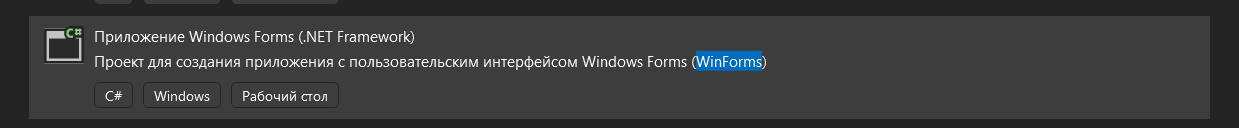 C#
Приложение Windows Forms (.NET Framework)
Проект для создания приложения с пользовательским интерфейсом Windows Forms (WinForms)
C# Windows Рабочий стол